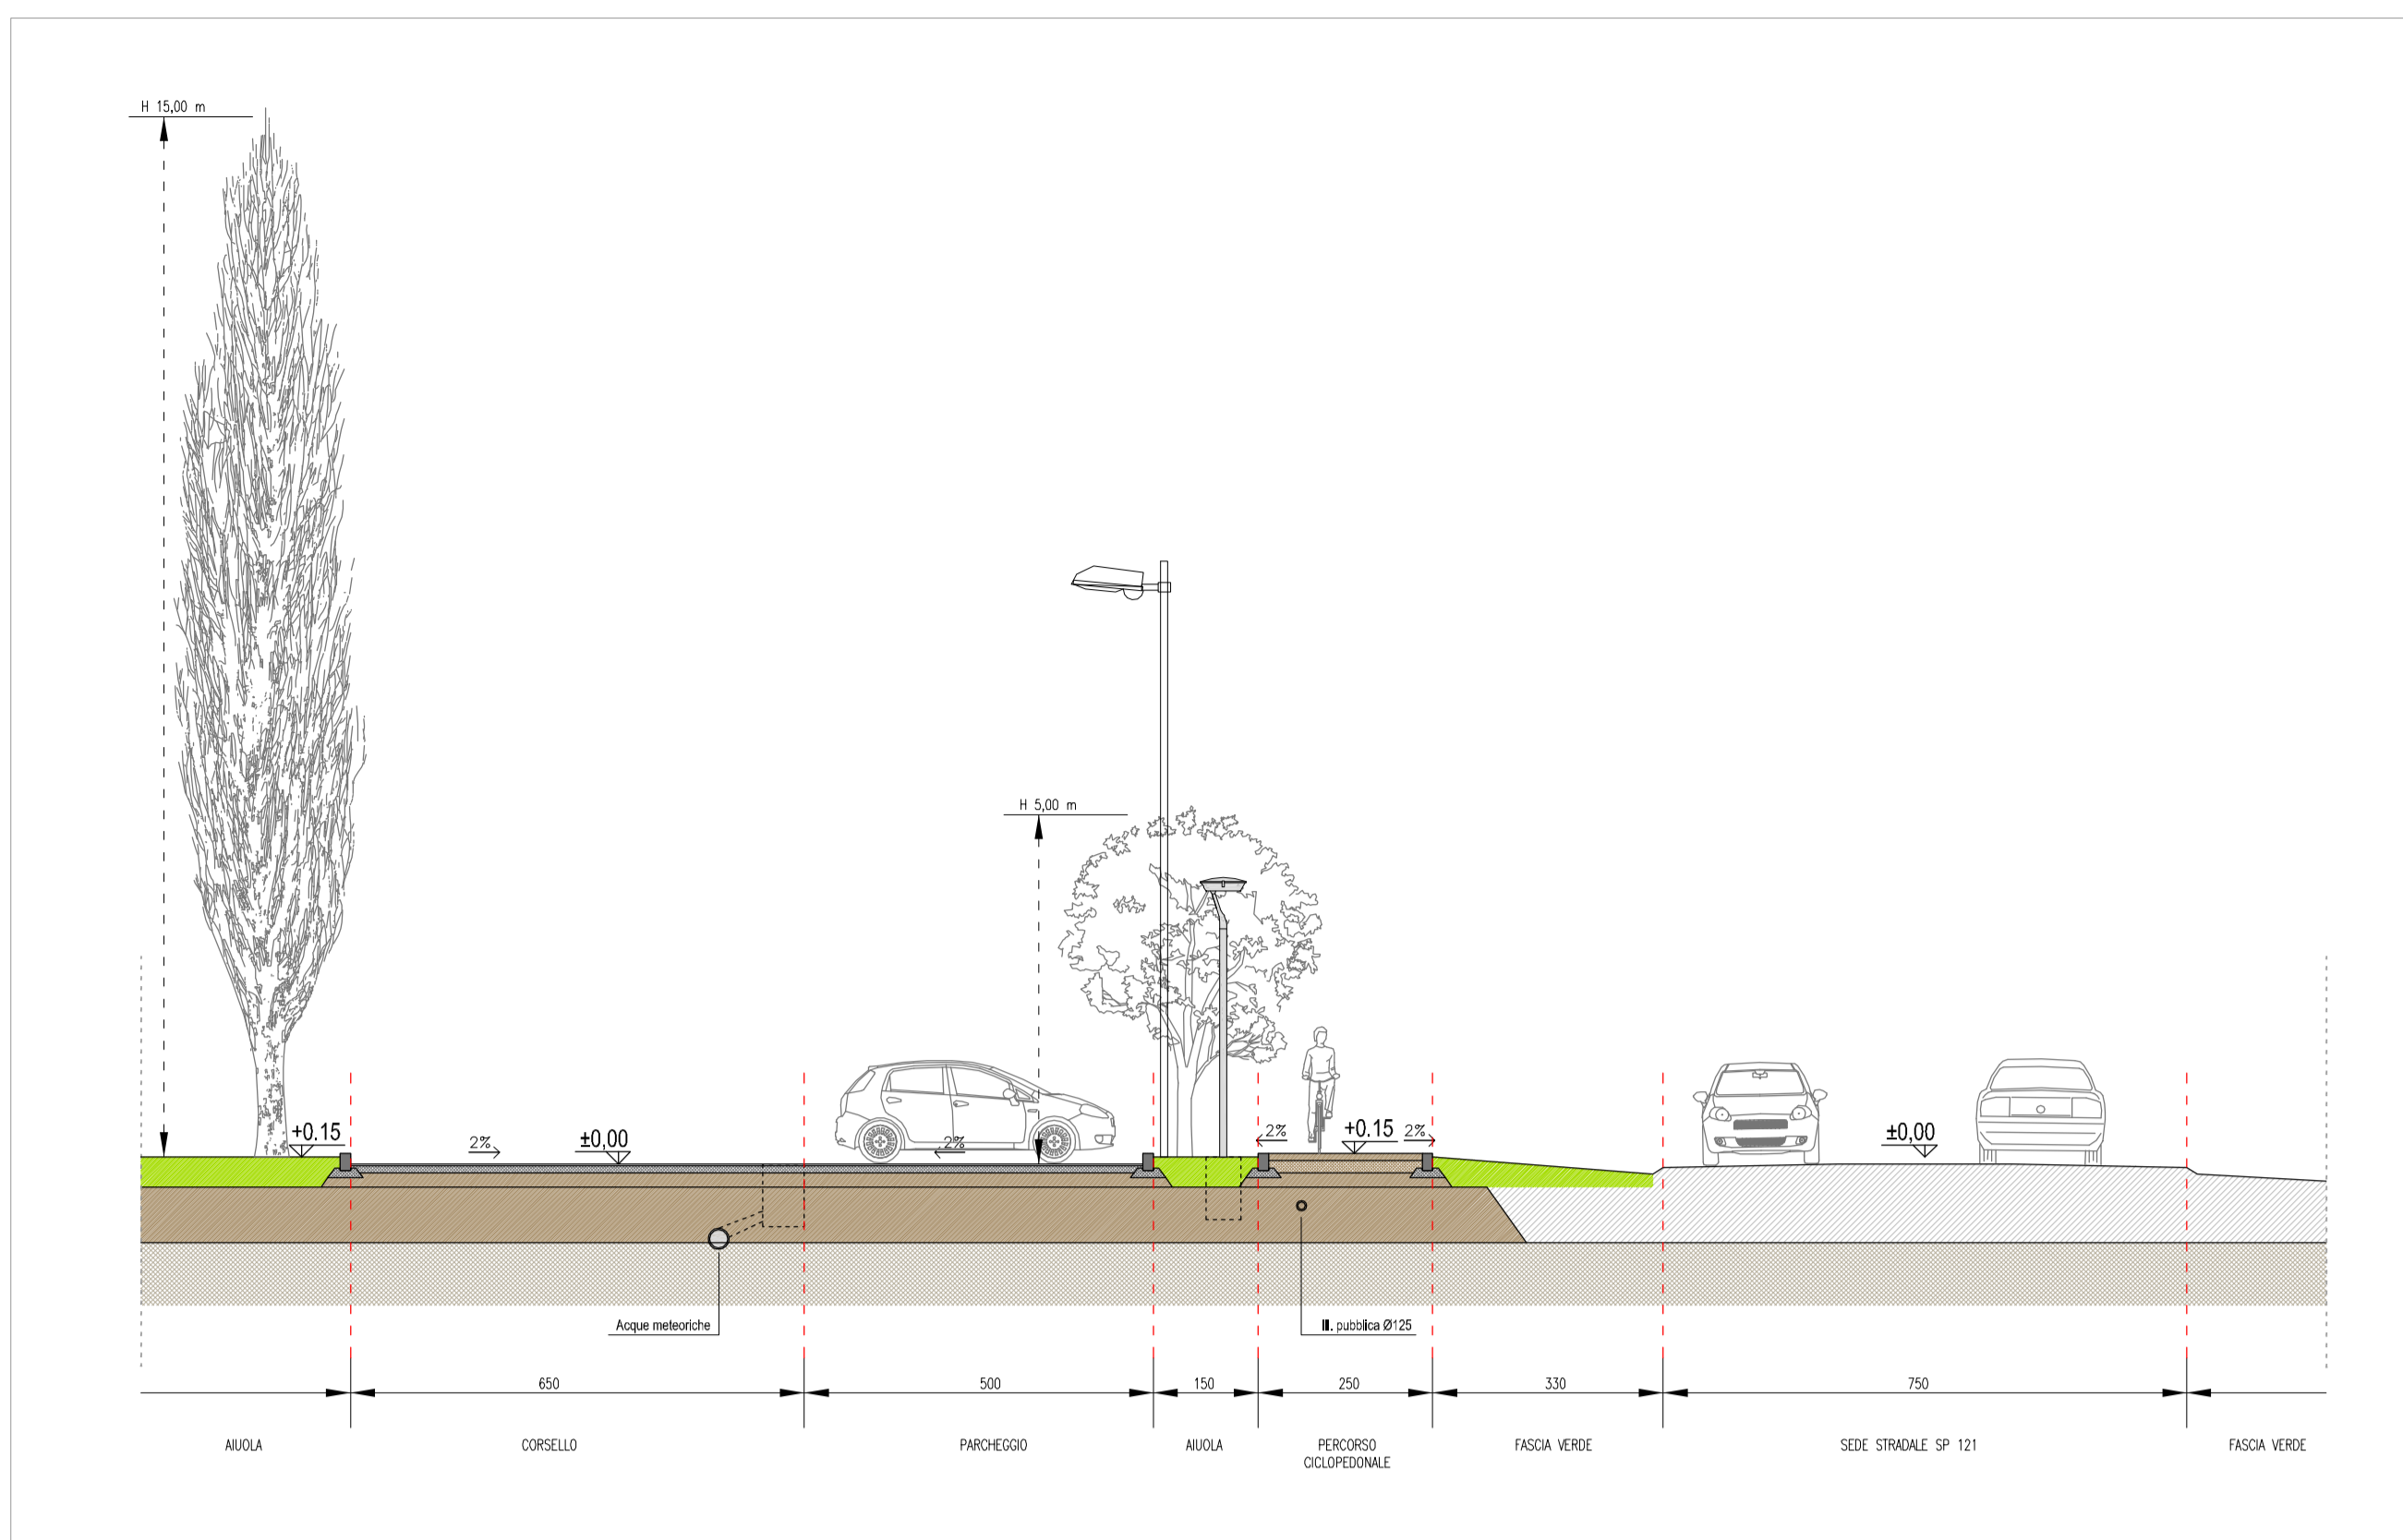 H 15,00 m
H 5,00 m
+0.15
2%
±0,00
2%
2%
+0.15
2%
±0,00
Acque meteoriche
Ill. pubblica Ø125
650
500
150
250
330
750
AIUOLA
CORSELLO
PARCHEGGIO
AIUOLA
PERCORSO
CICLOPEDONALE
FASCIA VERDE
SEDE STRADALE SP 121
FASCIA VERDE